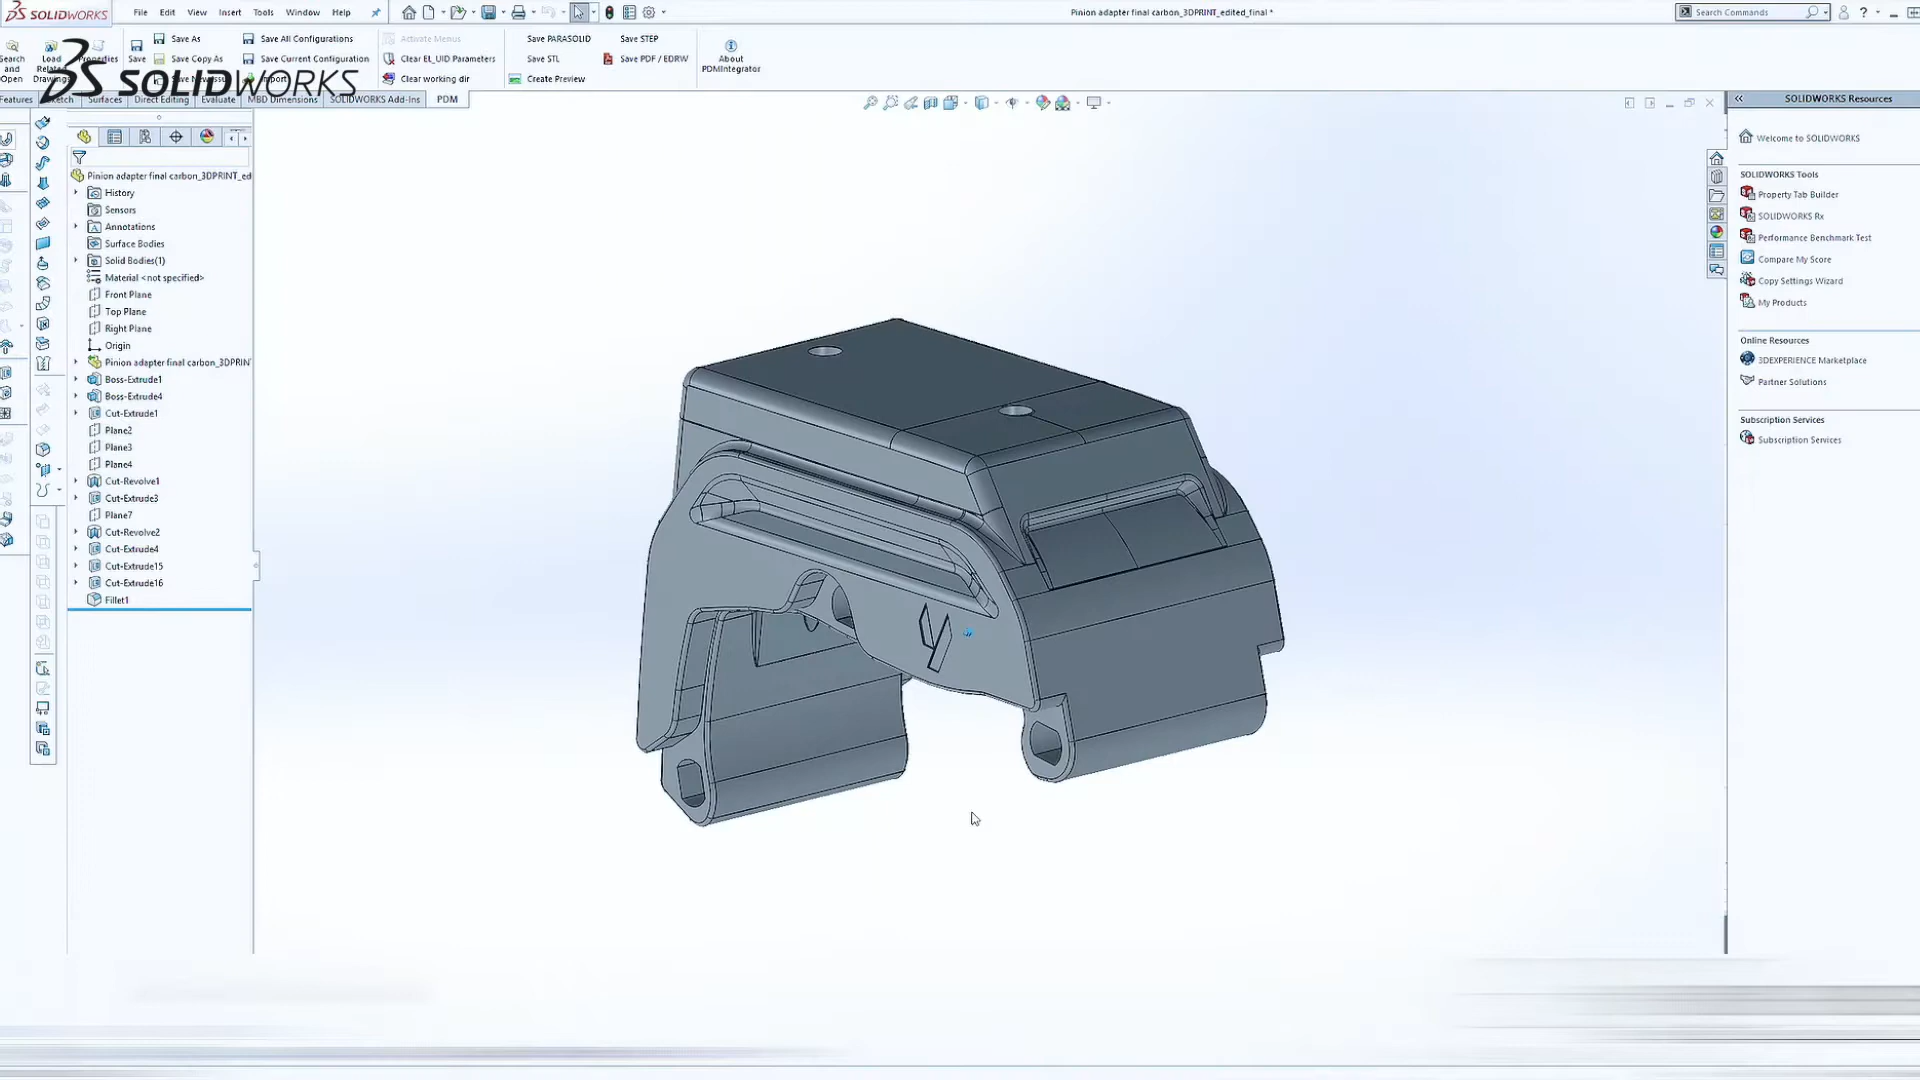 SOLIDWORKS
File Edit View Insert Tools Window Help
Pinion adapter final carbon_3DPRINT_edited_final *
Search Commands
Search and Open
Load Related Drawings
Properties
Save
Save As
Save Copy As
Save New Issue
Save All Configurations
Save Current Configuration
Import
Activate Menus
Clear EL_UID Parameters
Clear working dir
Save PARASOLID
Save STL
Create Preview
Save STEP
Save PDF / EDRW
About PDMIntegrator
SOLIDWORKS
Features Sketch Surfaces Direct Editing Evaluate MBD Dimensions SOLIDWORKS Add-Ins PDM
Pinion adapter final carbon_3DPRINT_ed
History
Sensors
Annotations
Surface Bodies
Solid Bodies(1)
Material <not specified>
Front Plane
Top Plane
Right Plane
Origin
Pinion adapter final carbon_3DPRIN
Boss-Extrude1
Boss-Extrude4
Cut-Extrude1
Plane2
Plane3
Plane4
Cut-Revolve1
Cut-Extrude3
Plane7
Cut-Revolve2
Cut-Extrude4
Cut-Extrude15
Cut-Extrude16
Fillet1
SOLIDWORKS Resources
Welcome to SOLIDWORKS
SOLIDWORKS Tools
Property Tab Builder
SOLIDWORKS Rx
Performance Benchmark Test
Compare My Score
Copy Settings Wizard
My Products
Online Resources
3DEXPERIENCE Marketplace
Partner Solutions
Subscription Services
Subscription Services